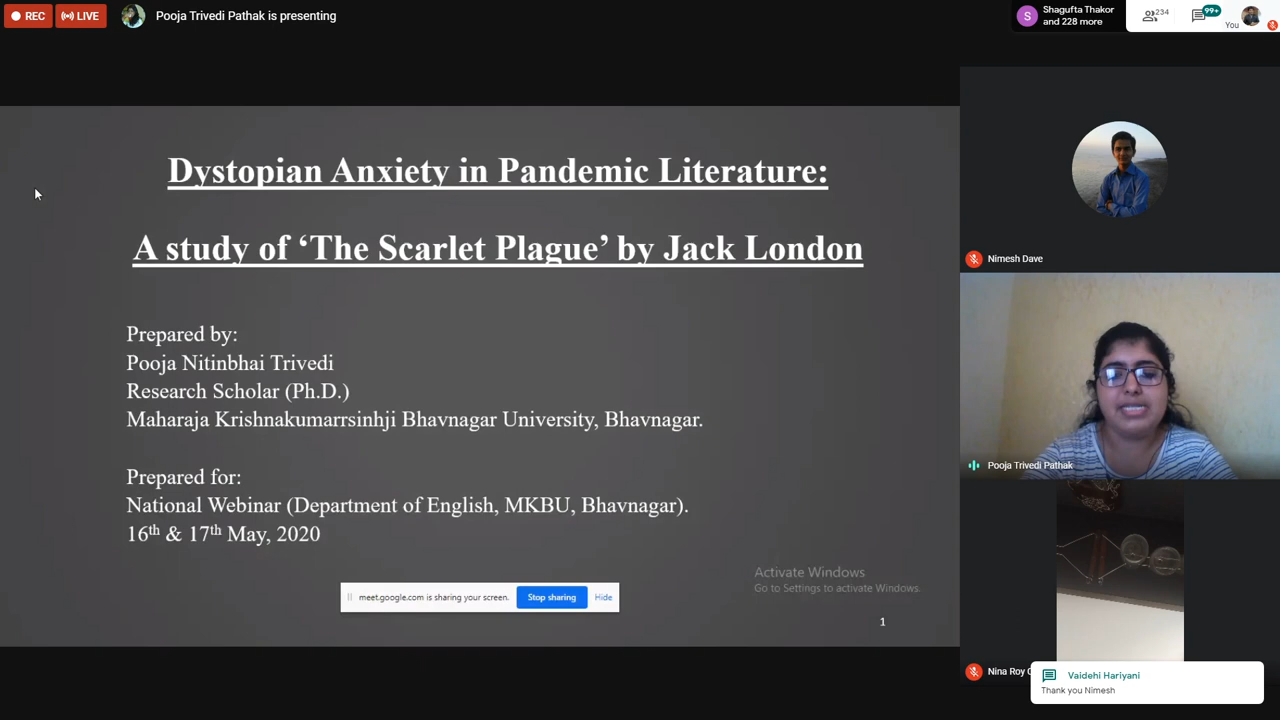 REC
LIVE
Pooja Trivedi Pathak is presenting
S
Shagufta Thakor
and 228 more
234
99+
You
Dystopian Anxiety in Pandemic Literature:
A study of ‘The Scarlet Plague’ by Jack London
Prepared by:
Pooja Nitinbhai Trivedi
Research Scholar (Ph.D.)
Maharaja Krishnakumarrsinhji Bhavnagar University, Bhavnagar.
Prepared for:
National Webinar (Department of English, MKBU, Bhavnagar).
16th & 17th May, 2020
meet.google.com is sharing your screen.
Stop sharing
Hide
Activate Windows
Go to Settings to activate Windows.
1
Nimesh Dave
Pooja Trivedi Pathak
Nina Roy
Vaidehi Hariyani
Thank you Nimesh